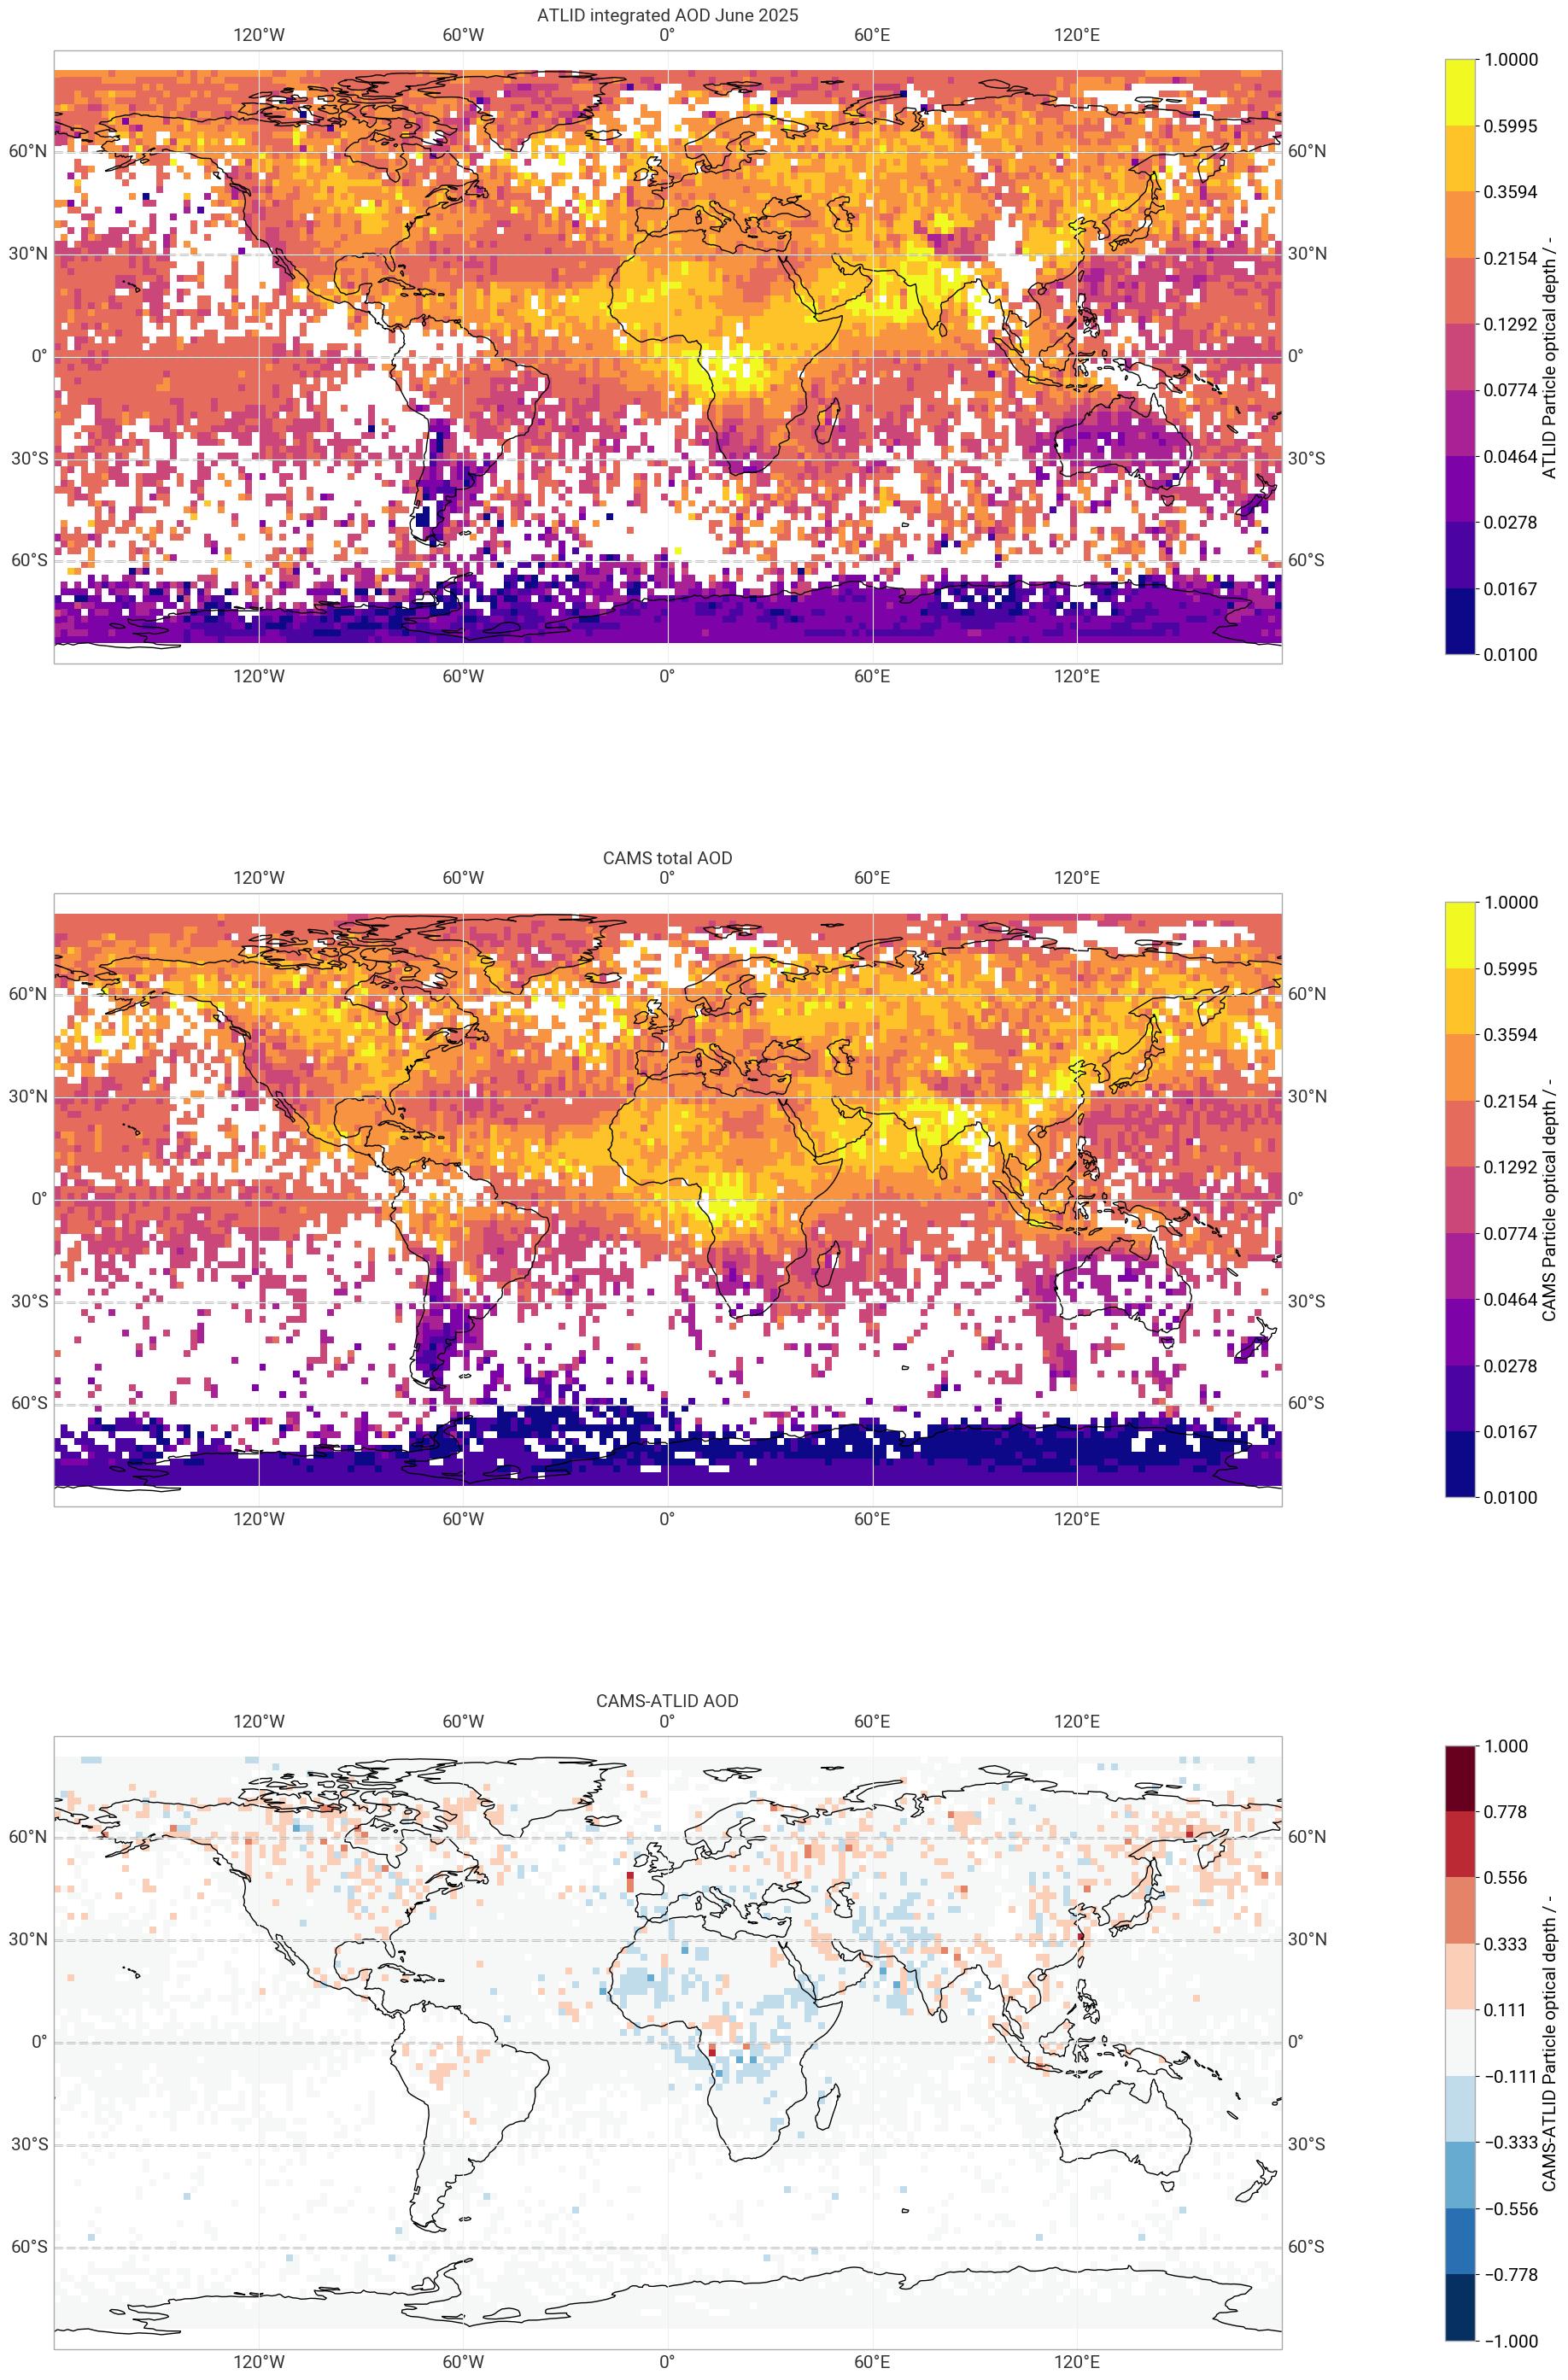 ATLID integrated AOD June 2025
120°W 60°W 0° 60°E 120°E
60°N 60°N
30°N 30°N
0° 0°
30°S 30°S
60°S 60°S
120°W 60°W 0° 60°E 120°E
1.0000
0.5995
0.3594
0.2154
0.1292
0.0774
0.0464
0.0278
0.0167
0.0100
ATLID Particle optical depth / -
CAMS total AOD
120°W 60°W 0° 60°E 120°E
60°N 60°N
30°N 30°N
0° 0°
30°S 30°S
60°S 60°S
120°W 60°W 0° 60°E 120°E
1.0000
0.5995
0.3594
0.2154
0.1292
0.0774
0.0464
0.0278
0.0167
0.0100
CAMS Particle optical depth / -
CAMS-ATLID AOD
120°W 60°W 0° 60°E 120°E
60°N 60°N
30°N 30°N
0° 0°
30°S 30°S
60°S 60°S
120°W 60°W 0° 60°E 120°E
1.000
0.778
0.556
0.333
0.111
−0.111
−0.333
−0.556
−0.778
−1.000
CAMS-ATLID Particle optical depth / -